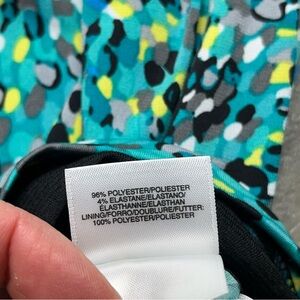 96% POLYESTER/POLIESTER
4% ELASTANE/ELASTANO/
ÉLASTHANNE/ELASTHAN
LINING/FORRO/DOUBLURE/FUTTER:
100% POLYESTER/POLIESTER